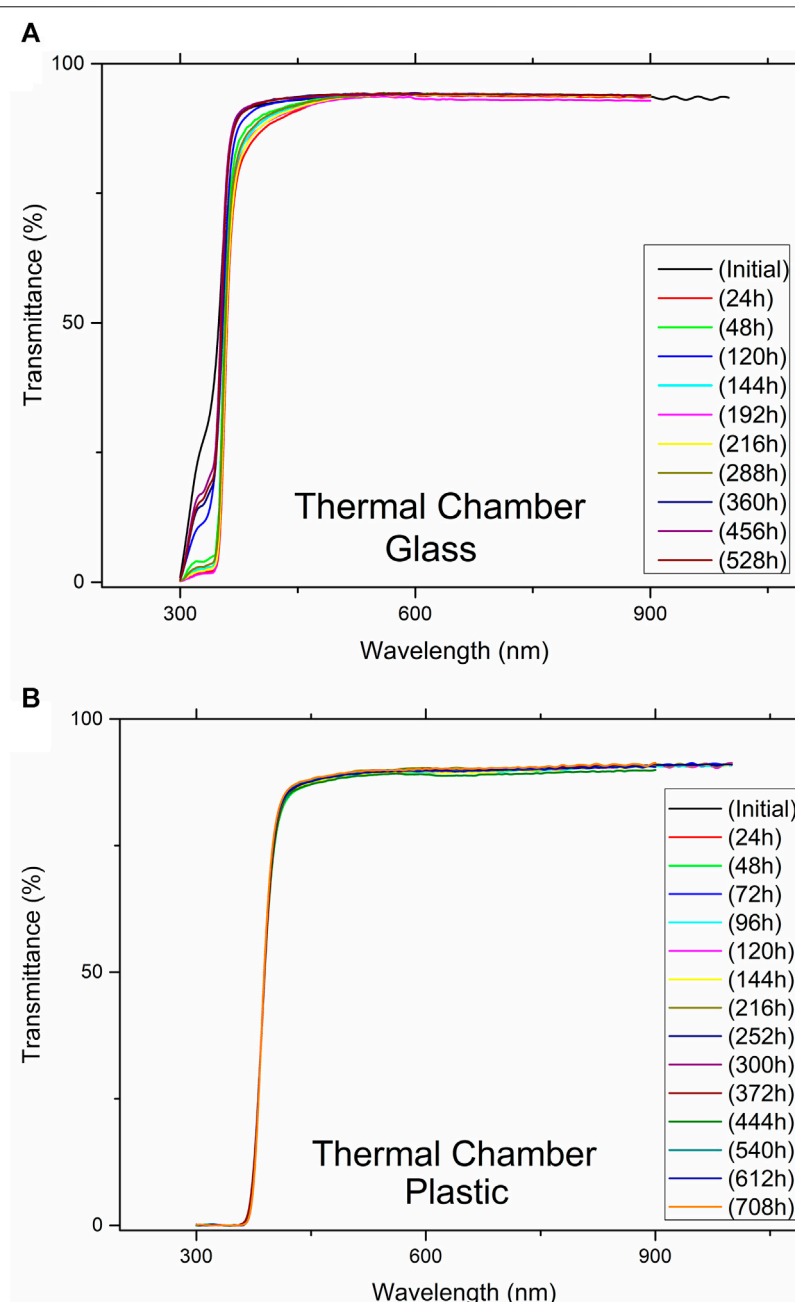 A
100
50
0
Transmittance (%)
(Initial)
(24h)
(48h)
(120h)
(144h)
(192h)
(216h)
(288h)
(360h)
(456h)
(528h)
Thermal Chamber
Glass
300
600
900
Wavelength (nm)
B
100
50
0
Transmittance (%)
(Initial)
(24h)
(48h)
(72h)
(96h)
(120h)
(144h)
(216h)
(252h)
(300h)
(372h)
(444h)
(540h)
(612h)
(708h)
Thermal Chamber
Plastic
300
600
900
Wavelength (nm)